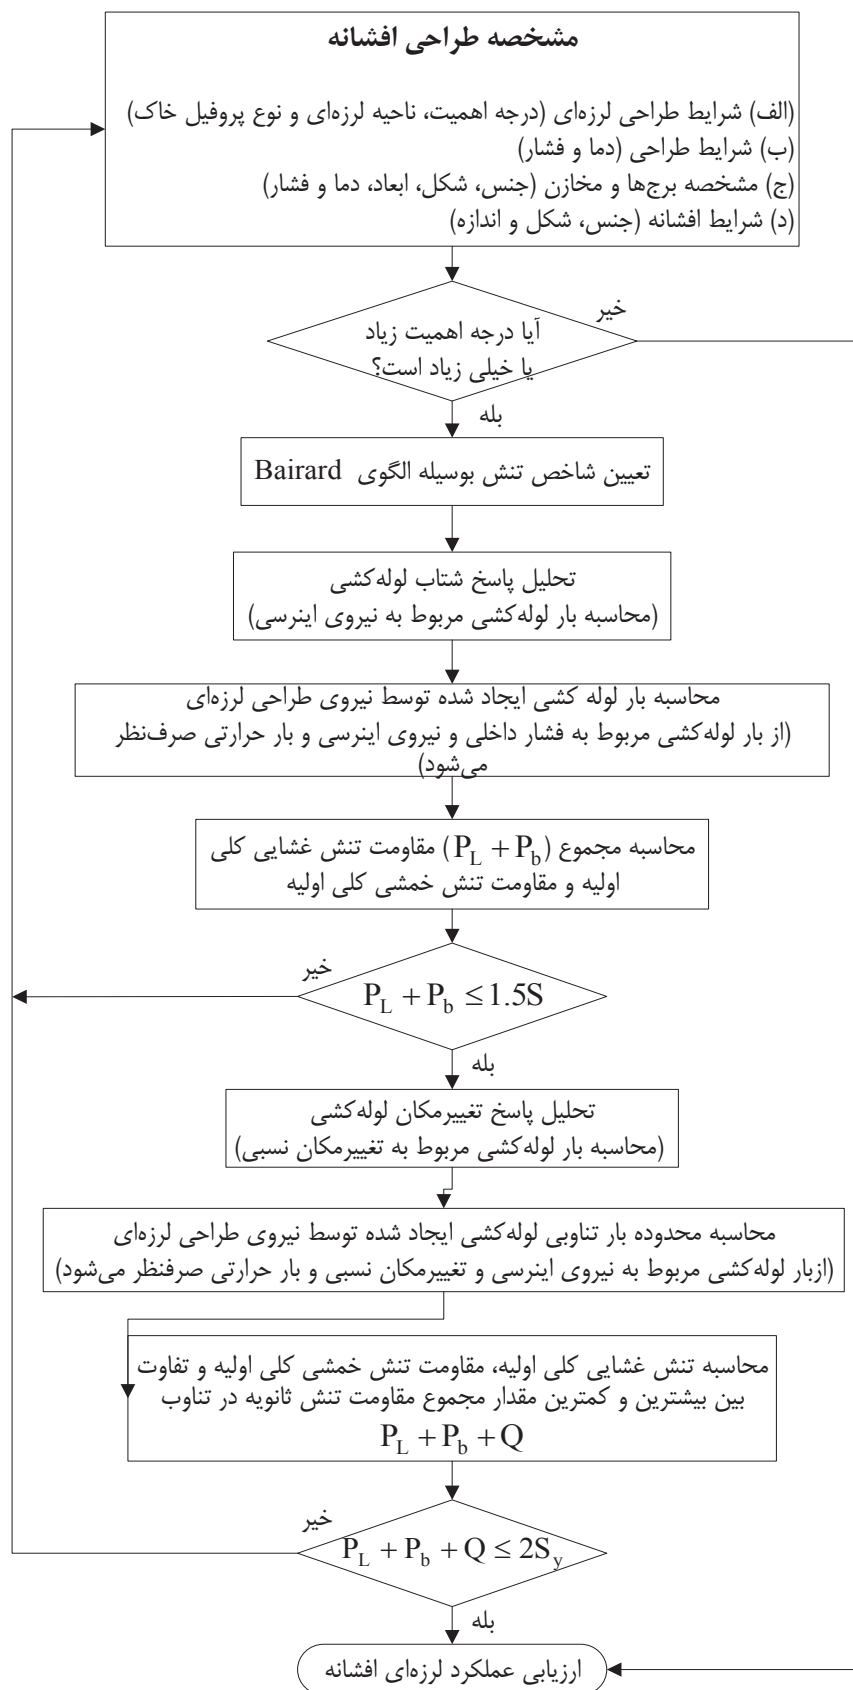 مشخصه طراحی افشانه
(الف) شرایط طراحی لرزه‌ای (درجه اهمیت، ناحیه لرزه‌ای و نوع پروفیل خاک)
(ب) شرایط طراحی (دما و فشار)
(ج) مشخصه برج‌ها و مخازن (جنس، شکل، ابعاد، دما و فشار)
(د) شرایط افشانه (جنس، شکل و اندازه)
خیر
آیا درجه اهمیت زیاد
یا خیلی زیاد است؟
بله
تعیین شاخص تنش بوسیله الگوی Bairard
تحلیل پاسخ شتاب لوله‌کشی
(محاسبه بار لوله‌کشی مربوط به نیروی اینرسی)
محاسبه بار لوله کشی ایجاد شده توسط نیروی طراحی لرزه‌ای
(از بار لوله‌کشی مربوط به فشار داخلی و نیروی اینرسی و بار حرارتی صرف‌نظر
می‌شود)
محاسبه مجموع (P_L + P_b) مقاومت تنش غشایی کلی
اولیه و مقاومت تنش خمشی کلی اولیه
خیر
P_L + P_b ≤ 1.5S
بله
تحلیل پاسخ تغییرمکان لوله‌کشی
(محاسبه بار لوله‌کشی مربوط به تغییرمکان نسبی)
محاسبه محدوده بار تناوبی لوله‌کشی ایجاد شده توسط نیروی طراحی لرزه‌ای
(ازبار لوله‌کشی مربوط به نیروی اینرسی و تغییرمکان نسبی و بار حرارتی صرفنظر می‌شود)
محاسبه تنش غشایی کلی اولیه، مقاومت تنش خمشی کلی اولیه و تفاوت
بین بیشترین و کمترین مقدار مجموع مقاومت تنش ثانویه در تناوب
P_L + P_b + Q
خیر
P_L + P_b + Q ≤ 2S_y
بله
ارزیابی عملکرد لرزه‌ای افشانه